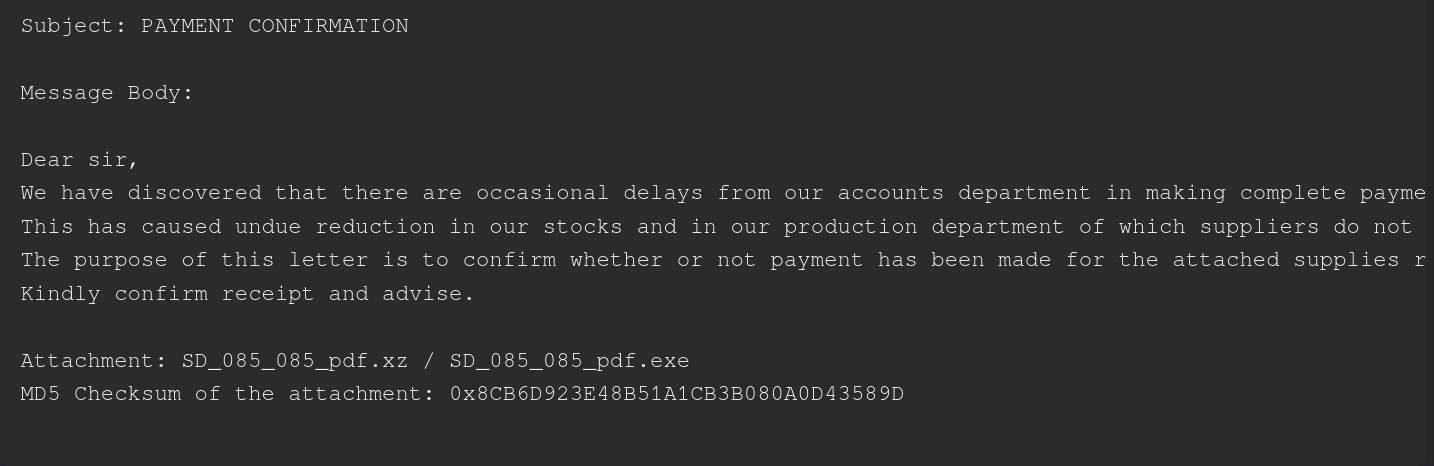 Subject: PAYMENT CONFIRMATION
Message Body:
Dear sir,
We have discovered that there are occasional delays from our accounts department in making complete payme
This has caused undue reduction in our stocks and in our production department of which suppliers do not
The purpose of this letter is to confirm whether or not payment has been made for the attached supplies r
Kindly confirm receipt and advise.
Attachment: SD_085_085_pdf.xz / SD_085_085_pdf.exe
MD5 Checksum of the attachment: 0x8CB6D923E48B51A1CB3B080A0D43589D